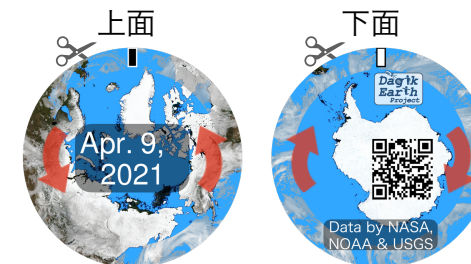 上面
下面
Apr. 9,
2021
Dagik
Earth
Project
Data by NASA,
NOAA & USGS